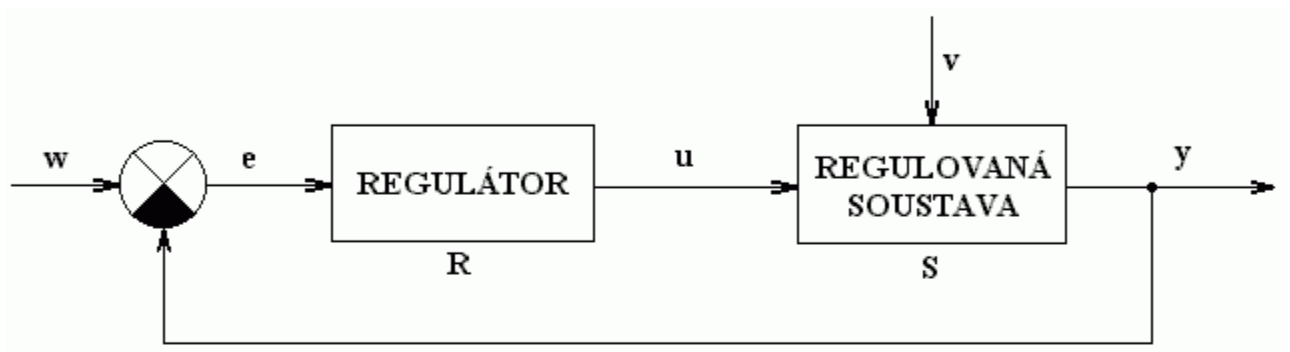 v
w
e
REGULÁTOR
u
REGULOVANÁ
SOUSTAVA
y
R
S